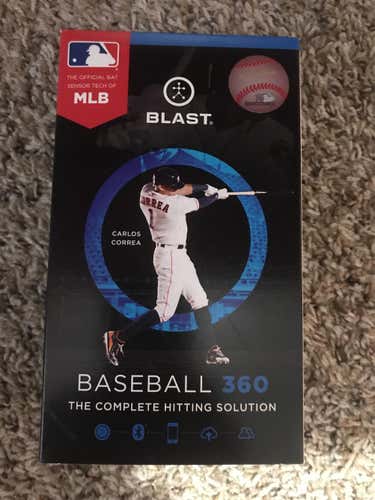 THE OFFICIAL BAT
SENSOR TECH OF
MLB
BLAST.
CORREA
1
CARLOS
CORREA
BASEBALL 360
THE COMPLETE HITTING SOLUTION